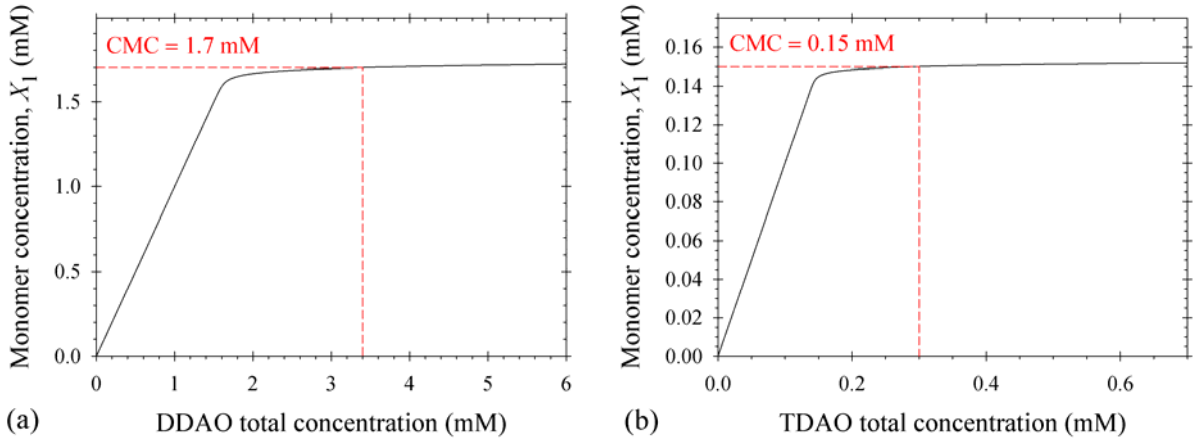 CMC = 1.7 mM
Monomer concentration, X1 (mM)
1.5
1.0
0.5
0.0
0 1 2 3 4 5 6
(a) DDAO total concentration (mM)
CMC = 0.15 mM
Monomer concentration, X1 (mM)
0.16
0.14
0.12
0.10
0.08
0.06
0.04
0.02
0.00
0.0 0.2 0.4 0.6
(b) TDAO total concentration (mM)